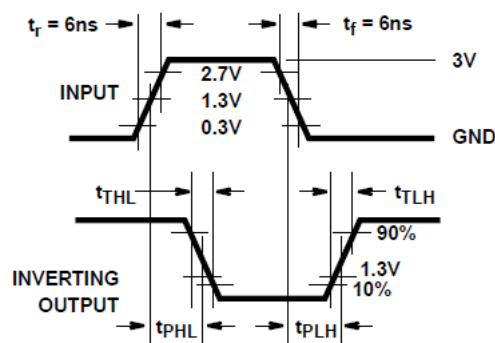 tr = 6ns
tf = 6ns
3V
2.7V
INPUT
1.3V
0.3V
GND
tTHL
tTLH
90%
1.3V
INVERTING
10%
OUTPUT
tPHL
tPLH